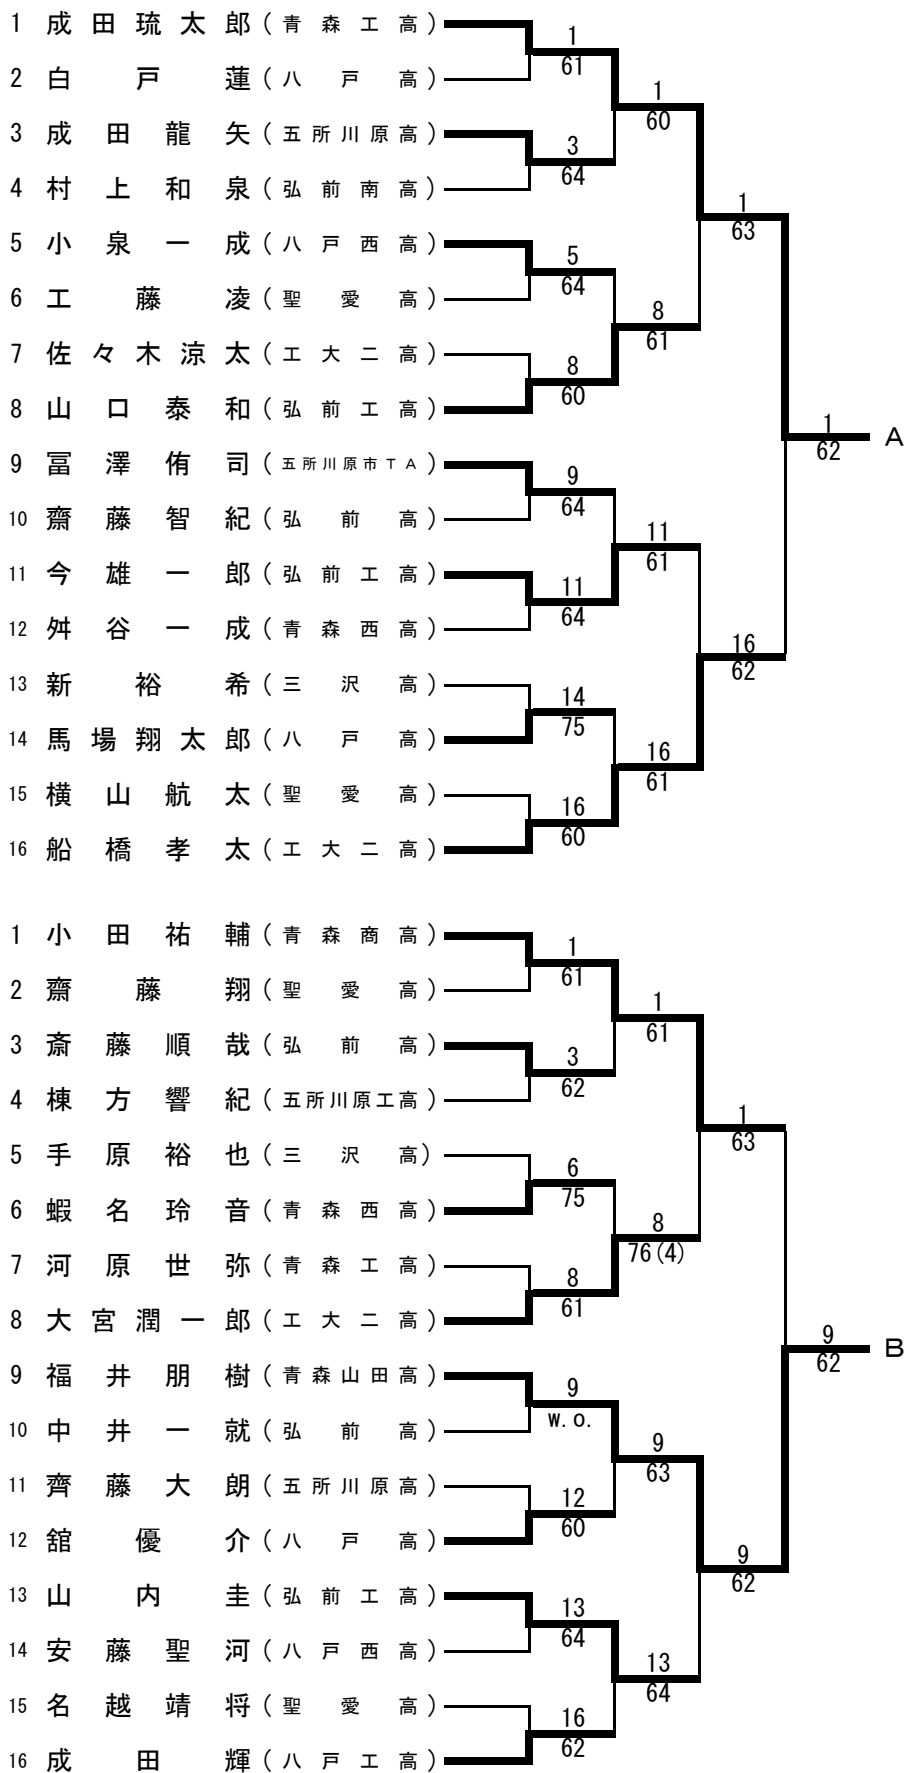 1 成田琉太郎(青森工高)
1
61
2 白戸蓮(八戸高)
1
60
3 成田龍矢(五所川原高)
3
64
4 村上和泉(弘前南高)
1
63
5 小泉一成(八戸西高)
5
64
6 工藤凌(聖愛高)
8
61
7 佐々木涼太(工大二高)
8
60
8 山口泰和(弘前工高)
1
62
A
9 冨澤侑司(五所川原市TA)
9
64
10 齋藤智紀(弘前高)
11
61
11 今雄一郎(弘前工高)
11
64
12 舛谷一成(青森西高)
16
62
13 新裕希(三沢高)
14
75
14 馬場翔太郎(八戸高)
16
61
15 横山航太(聖愛高)
16
60
16 船橋孝太(工大二高)
1 小田祐輔(青森商高)
1
61
2 齋藤翔(聖愛高)
1
61
3 斎藤順哉(弘前高)
3
62
4 棟方響紀(五所川原工高)
1
63
5 手原裕也(三沢高)
6
75
6 蝦名玲音(青森西高)
8
76(4)
7 河原世弥(青森工高)
8
61
8 大宮潤一郎(工大二高)
9
62
B
9 福井朋樹(青森山田高)
9
w.o.
10 中井一就(弘前高)
9
63
11 齊藤大朗(五所川原高)
12
60
12 舘優介(八戸高)
9
62
13 山内圭(弘前工高)
13
64
14 安藤聖河(八戸西高)
13
64
15 名越靖将(聖愛高)
16
62
16 成田輝(八戸工高)